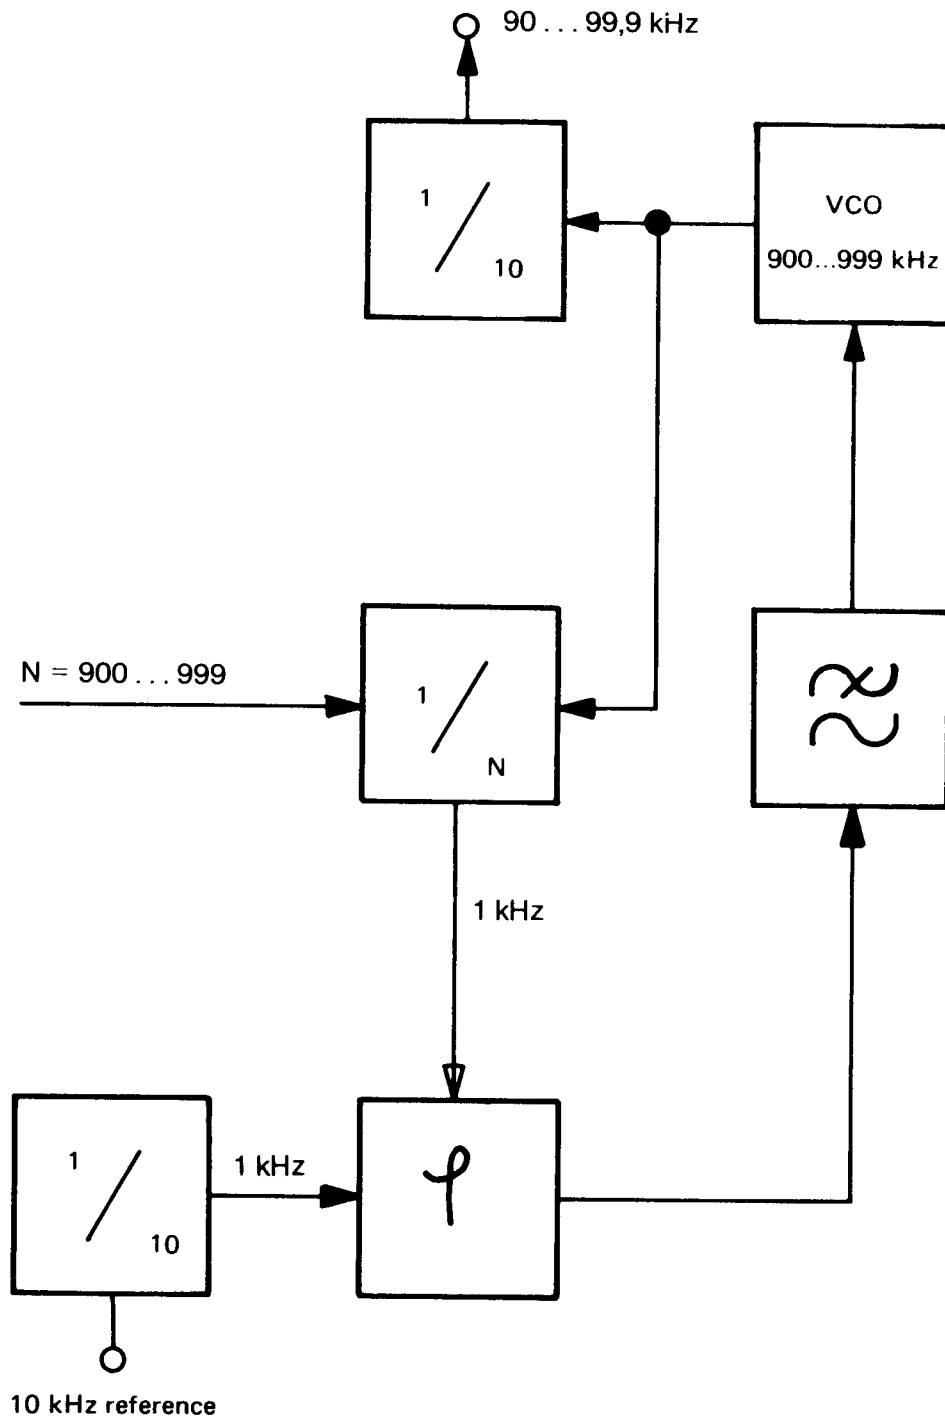 90 ... 99,9 kHz
1/10
VCO
900...999 kHz
N = 900 ... 999
1/N
1 kHz
1/10
1 kHz
φ
10 kHz reference